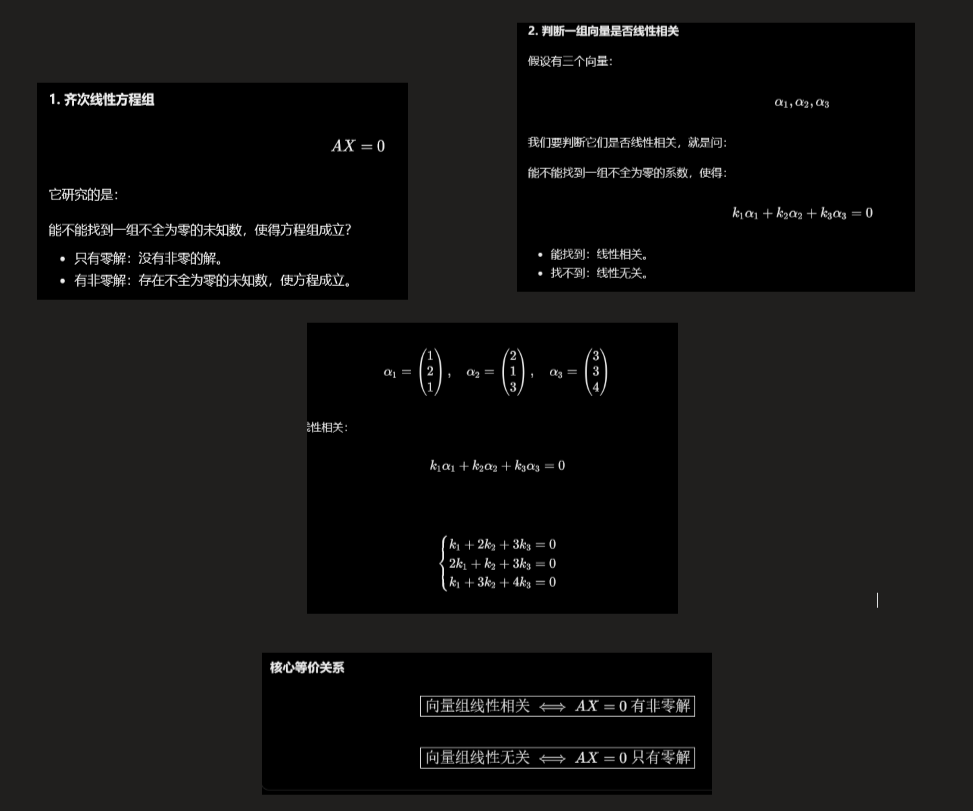 1. 齐次线性方程组
AX = 0
它研究的是：
能不能找到一组不全为零的未知数，使得方程组成立？
• 只有零解：没有非零的解。
• 有非零解：存在不全为零的未知数，使方程成立。
2. 判断一组向量是否线性相关
假设有三个向量：
α₁, α₂, α₃
我们要判断它们是否线性相关，就是问：
能不能找到一组不全为零的系数，使得：
k₁α₁ + k₂α₂ + k₃α₃ = 0
• 能找到：线性相关。
• 找不到：线性无关。
α₁ = (1 2 1), α₂ = (2 1 3), α₃ = (3 3 4)
性相关：
k₁α₁ + k₂α₂ + k₃α₃ = 0
k₁ + 2k₂ + 3k₃ = 0
2k₁ + k₂ + 3k₃ = 0
k₁ + 3k₂ + 4k₃ = 0
核心等价关系
向量组线性相关 ⟺ AX = 0 有非零解
向量组线性无关 ⟺ AX = 0 只有零解